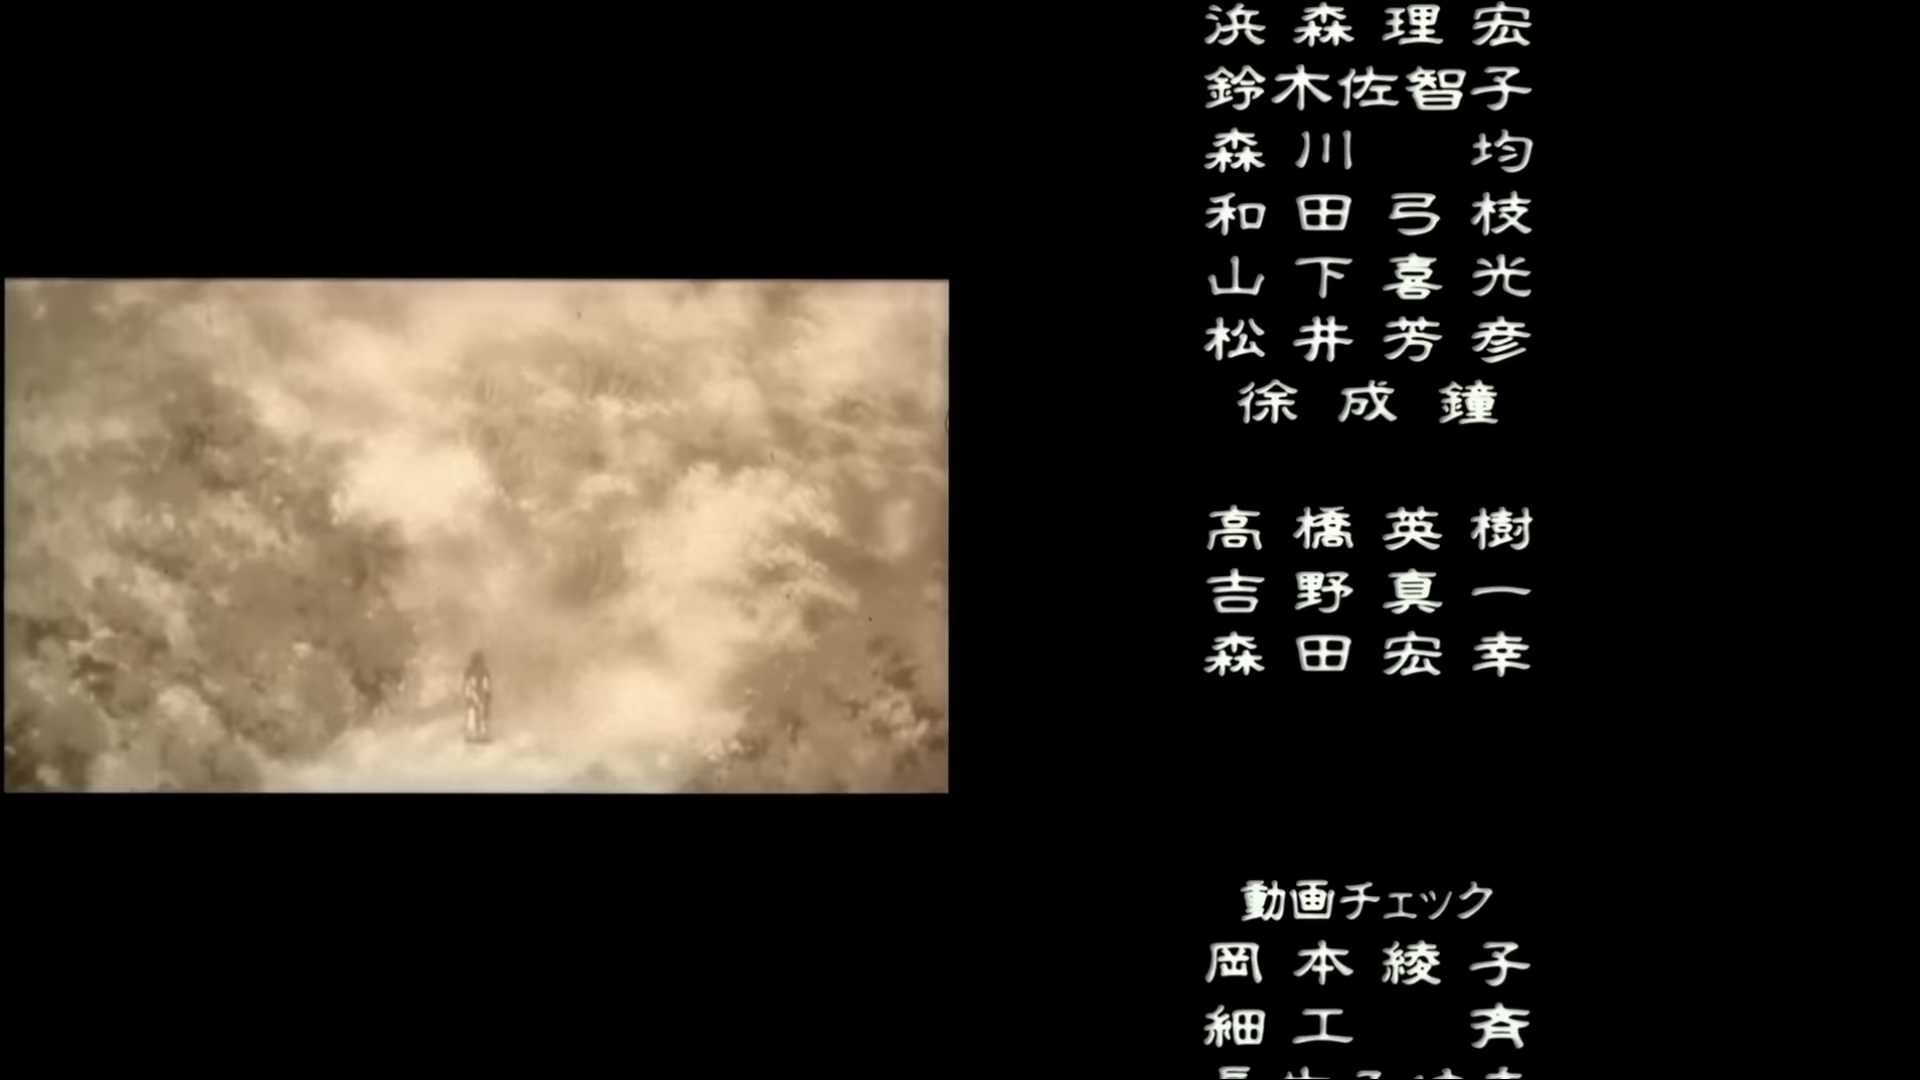 浜森理宏
鈴木佐智子
森川 均
和田弓枝
山下喜光
松井芳彦
徐成鐘
高橋英樹
吉野真一
森田宏幸
動画チェック
岡本綾子
細工 斉